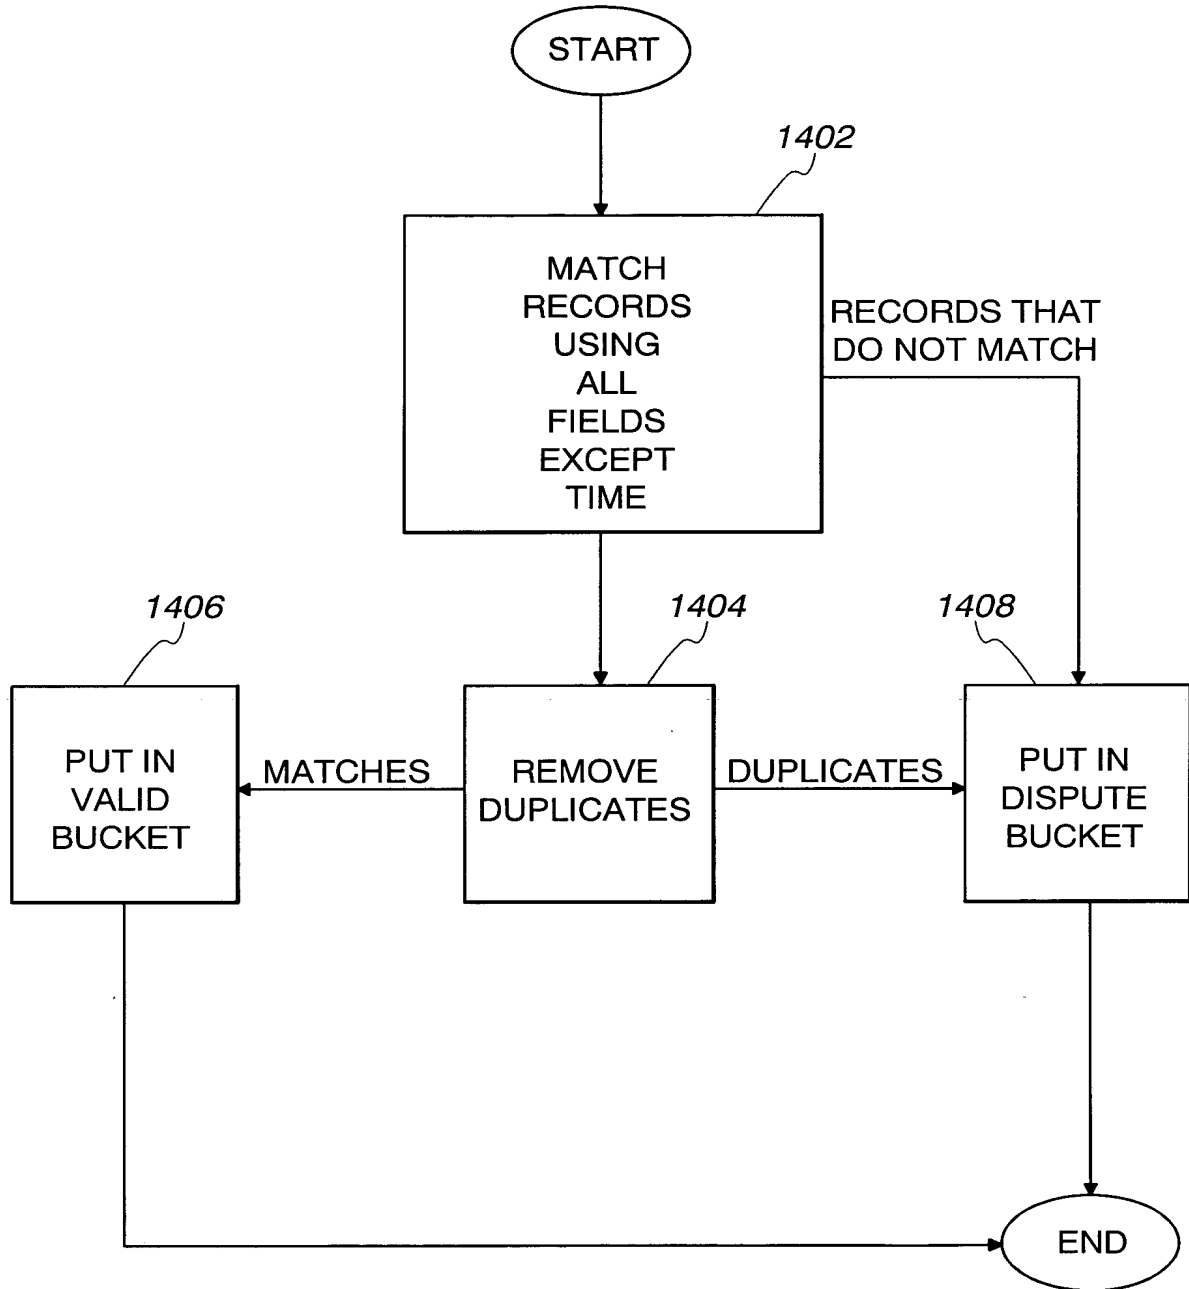 START
1402
MATCH
RECORDS
USING
ALL
FIELDS
EXCEPT
TIME
RECORDS THAT
DO NOT MATCH
1406
1404
1408
PUT IN
VALID
BUCKET
MATCHES
REMOVE
DUPLICATES
DUPLICATES
PUT IN
DISPUTE
BUCKET
END